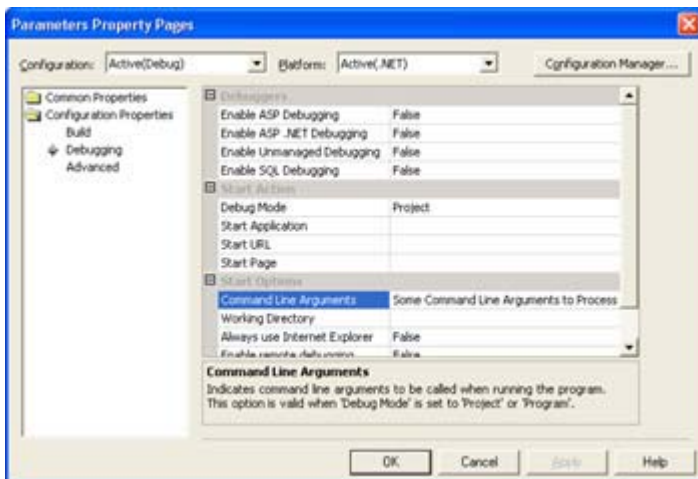 Parameters Property Pages
Configuration: Active(Debug) Platform: Active(.NET) Configuration Manager...
Common Properties
Configuration Properties
Build
Debugging
Advanced
Debuggers
Enable ASP Debugging False
Enable ASP .NET Debugging False
Enable Unmanaged Debugging False
Enable SQL Debugging False
Start Action
Debug Mode Project
Start Application
Start URL
Start Page
Start Options
Command Line Arguments Some Command Line Arguments to Process
Working Directory
Always use Internet Explorer False
Enable remote debugging False
Command Line Arguments
Indicates command line arguments to be called when running the program.
This option is valid when 'Debug Mode' is set to 'Project' or 'Program'.
OK Cancel Apply Help